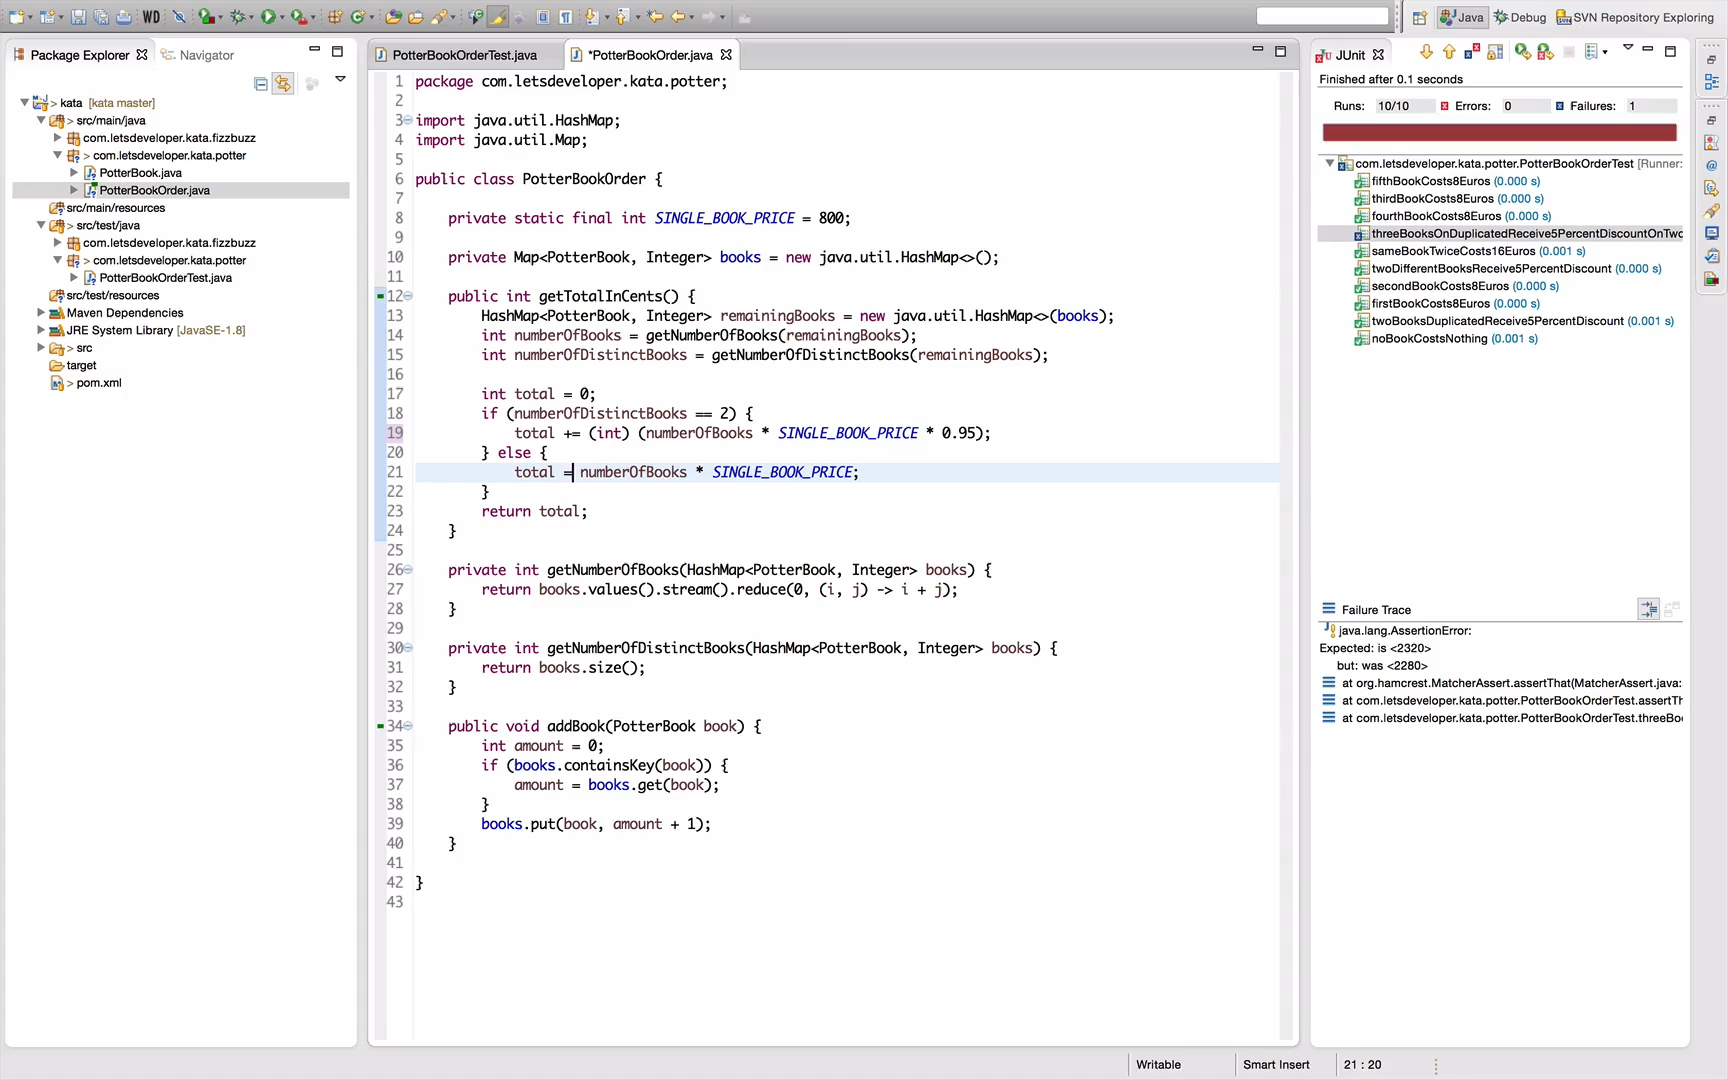 WD
Java
Debug
SVN Repository Exploring
Package Explorer
Navigator
> kata [kata master]
> src/main/java
com.letsdeveloper.kata.fizzbuzz
> com.letsdeveloper.kata.potter
PotterBook.java
PotterBookOrder.java
src/main/resources
> src/test/java
com.letsdeveloper.kata.fizzbuzz
> com.letsdeveloper.kata.potter
PotterBookOrderTest.java
src/test/resources
Maven Dependencies
JRE System Library [JavaSE-1.8]
> src
target
> pom.xml
PotterBookOrderTest.java
*PotterBookOrder.java
1 package com.letsdeveloper.kata.potter;
2
3 import java.util.HashMap;
4 import java.util.Map;
5
6 public class PotterBookOrder {
7
8 private static final int SINGLE_BOOK_PRICE = 800;
9
10 private Map<PotterBook, Integer> books = new java.util.HashMap<>();
11
12 public int getTotalInCents() {
13 HashMap<PotterBook, Integer> remainingBooks = new java.util.HashMap<>(books);
14 int numberOfBooks = getNumberOfBooks(remainingBooks);
15 int numberOfDistinctBooks = getNumberOfDistinctBooks(remainingBooks);
16
17 int total = 0;
18 if (numberOfDistinctBooks == 2) {
19 total += (int) (numberOfBooks * SINGLE_BOOK_PRICE * 0.95);
20 } else {
21 total = numberOfBooks * SINGLE_BOOK_PRICE;
22 }
23 return total;
24 }
25
26 private int getNumberOfBooks(HashMap<PotterBook, Integer> books) {
27 return books.values().stream().reduce(0, (i, j) -> i + j);
28 }
29
30 private int getNumberOfDistinctBooks(HashMap<PotterBook, Integer> books) {
31 return books.size();
32 }
33
34 public void addBook(PotterBook book) {
35 int amount = 0;
36 if (books.containsKey(book)) {
37 amount = books.get(book);
38 }
39 books.put(book, amount + 1);
40 }
41
42 }
43
JUnit
Finished after 0.1 seconds
Runs: 10/10 Errors: 0 Failures: 1
com.letsdeveloper.kata.potter.PotterBookOrderTest [Runner:
fifthBookCosts8Euros (0.000 s)
thirdBookCosts8Euros (0.000 s)
fourthBookCosts8Euros (0.000 s)
threeBooksOnDuplicatedReceive5PercentDiscountOnTwo
sameBookTwiceCosts16Euros (0.001 s)
twoDifferentBooksReceive5PercentDiscount (0.000 s)
secondBookCosts8Euros (0.000 s)
firstBookCosts8Euros (0.000 s)
twoBooksDuplicatedReceive5PercentDiscount (0.001 s)
noBookCostsNothing (0.001 s)
Failure Trace
java.lang.AssertionError:
Expected: is <2320>
but: was <2280>
at org.hamcrest.MatcherAssert.assertThat(MatcherAssert.java:
at com.letsdeveloper.kata.potter.PotterBookOrderTest.assertTh
at com.letsdeveloper.kata.potter.PotterBookOrderTest.threeBo
Writable
Smart Insert
21 : 20